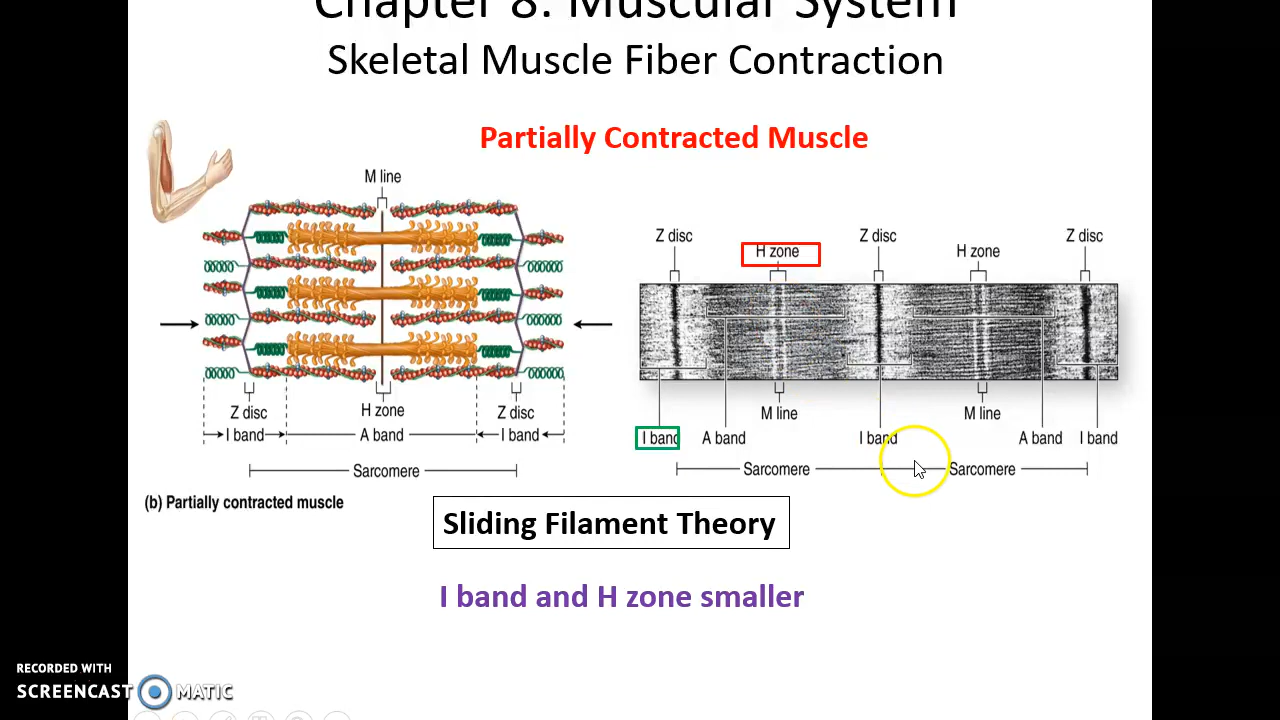 Chapter 8: Muscular System
Skeletal Muscle Fiber Contraction
Partially Contracted Muscle
M line
Z disc
H zone
Z disc
I band
A band
I band
Sarcomere
(b) Partially contracted muscle
Z disc
H zone
Z disc
H zone
Z disc
M line
M line
I band
A band
I band
A band
I band
Sarcomere
Sarcomere
Sliding Filament Theory
I band and H zone smaller
RECORDED WITH
SCREENCAST MATIC